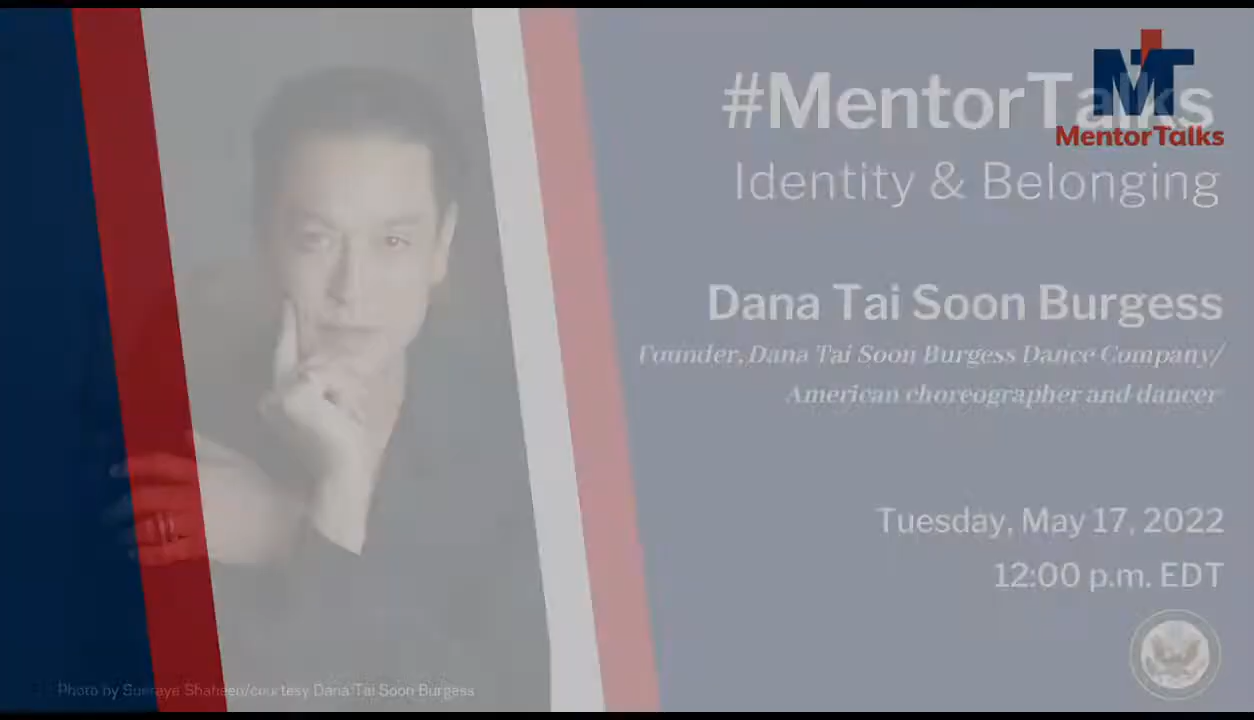 #MentorTalks
MT
MentorTalks
Identity & Belonging
Dana Tai Soon Burgess
Founder, Dana Tai Soon Burgess Dance Company/
American choreographer and dancer
Tuesday, May 17, 2022
12:00 p.m. EDT
Photo by Sueraya Shaheen/courtesy Dana Tai Soon Burgess